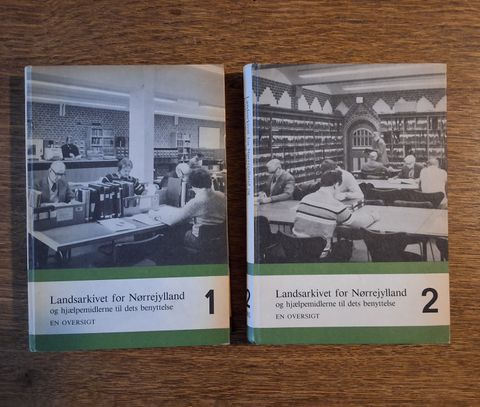 Landsarkivet for Nørrejylland
og hjælpemidlerne til dets benyttelse
EN OVERSIGT
1
Landsarkivet for Nørrejylland
og hjælpemidlerne til dets benyttelse
EN OVERSIGT
2